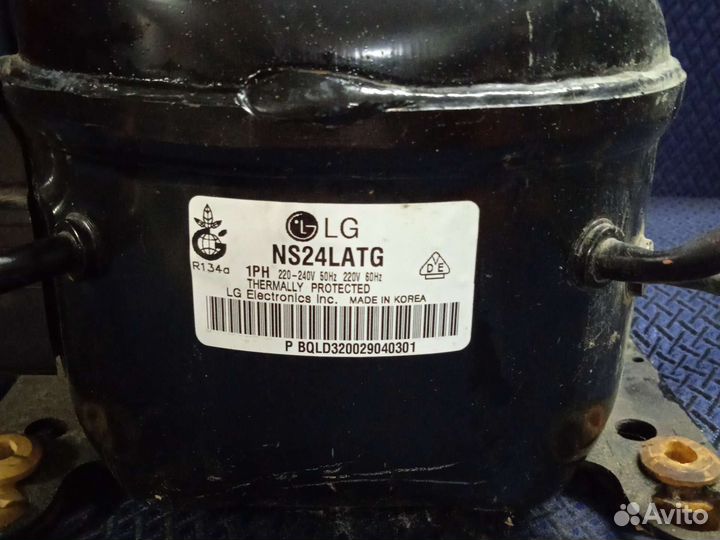 LG
NS24LATG
R134a
1PH 220-240V 50Hz 220V 60Hz
THERMALLY PROTECTED
LG Electronics Inc. MADE IN KOREA
VDE
P BQLD320029040301
Avito